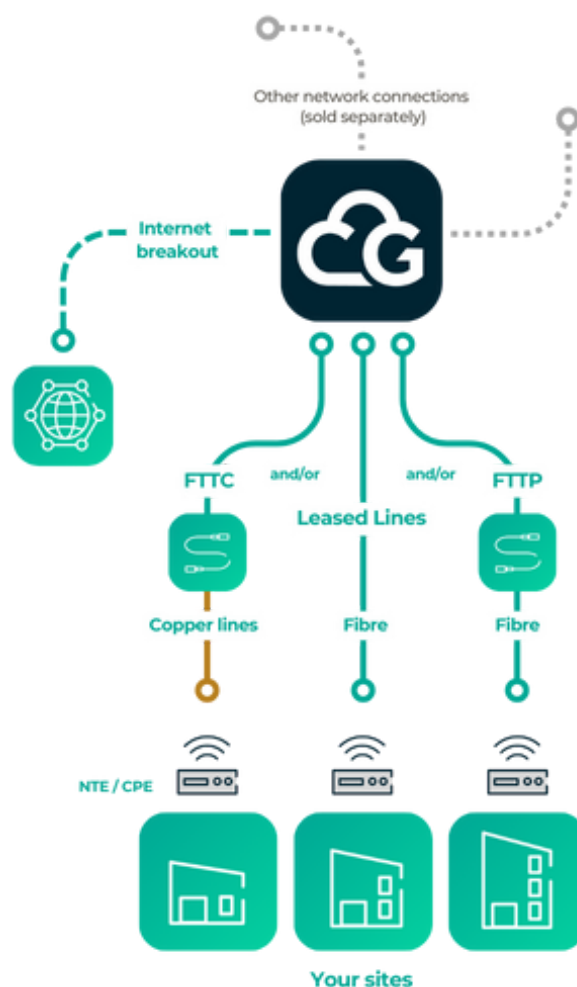 Other network connections
(sold separately)
Internet
breakout
CG
FTTC
and/or
and/or
FTTP
Leased Lines
Copper lines
Fibre
Fibre
NTE / CPE
Your sites